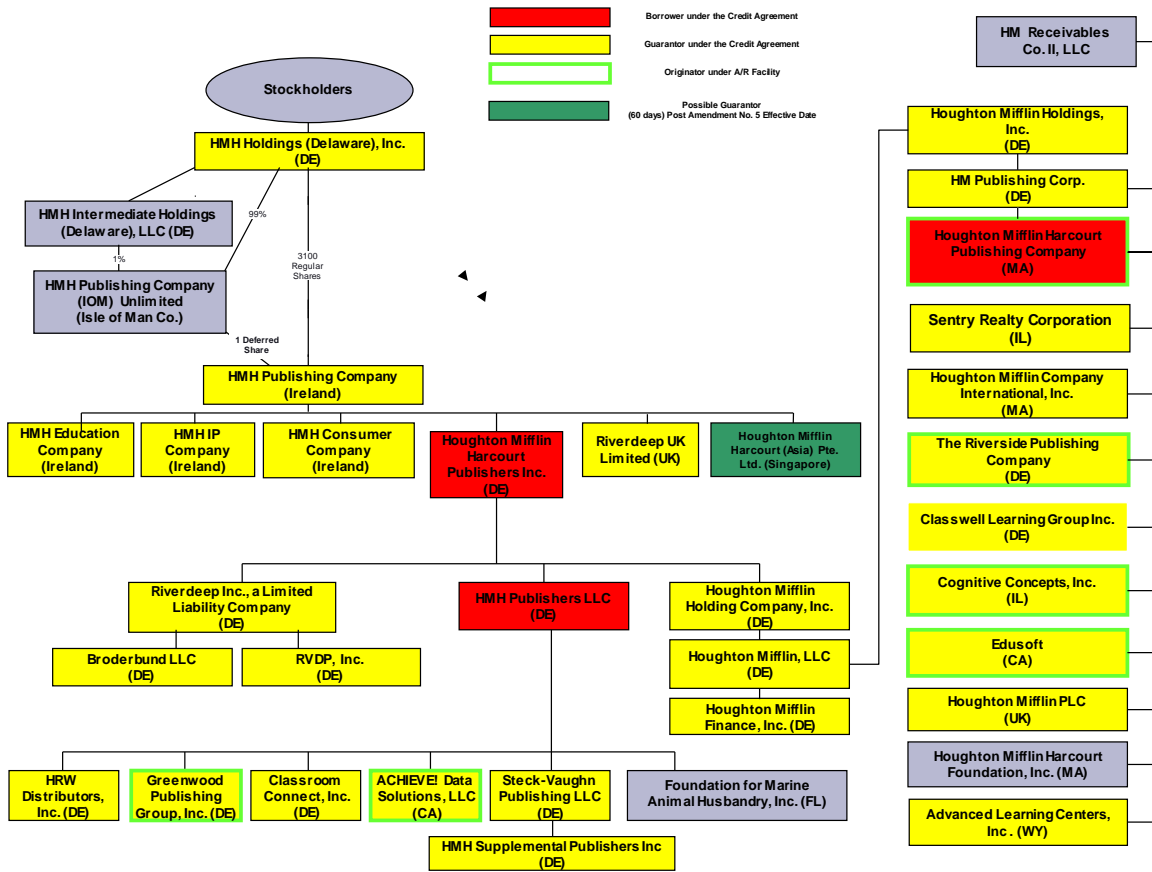 Borrower under the Credit Agreement
Guarantor under the Credit Agreement
Originator under A/R Facility
Possible Guarantor
(60 days) Post Amendment No. 5 Effective Date
HM Receivables
Co. II, LLC
Stockholders
HMH Holdings (Delaware), Inc.
(DE)
HMH Intermediate Holdings
(Delaware), LLC (DE)
99%
1%
3100
Regular
Shares
HMH Publishing Company
(IOM) Unlimited
(Isle of Man Co.)
1 Deferred
Share
HMH Publishing Company
(Ireland)
HMH Education
Company
(Ireland)
HMH IP
Company
(Ireland)
HMH Consumer
Company
(Ireland)
Houghton Mifflin
Harcourt
Publishers Inc.
(DE)
Riverdeep UK
Limited (UK)
Houghton Mifflin
Harcourt (Asia) Pte.
Ltd. (Singapore)
Riverdeep Inc., a Limited
Liability Company
(DE)
HMH Publishers LLC
(DE)
Houghton Mifflin
Holding Company, Inc.
(DE)
Broderbund LLC
(DE)
RVDP, Inc.
(DE)
Houghton Mifflin, LLC
(DE)
Houghton Mifflin
Finance, Inc. (DE)
HRW
Distributors,
Inc. (DE)
Greenwood
Publishing
Group, Inc. (DE)
Classroom
Connect, Inc.
(DE)
ACHIEVE! Data
Solutions, LLC
(CA)
Steck-Vaughn
Publishing LLC
(DE)
Foundation for Marine
Animal Husbandry, Inc. (FL)
HMH Supplemental Publishers Inc
(DE)
Houghton Mifflin Holdings,
Inc.
(DE)
HM Publishing Corp.
(DE)
Houghton Mifflin Harcourt
Publishing Company
(MA)
Sentry Realty Corporation
(IL)
Houghton Mifflin Company
International, Inc.
(MA)
The Riverside Publishing
Company
(DE)
Classwell Learning Group Inc.
(DE)
Cognitive Concepts, Inc.
(IL)
Edusoft
(CA)
Houghton Mifflin PLC
(UK)
Houghton Mifflin Harcourt
Foundation, Inc. (MA)
Advanced Learning Centers,
Inc. (WY)